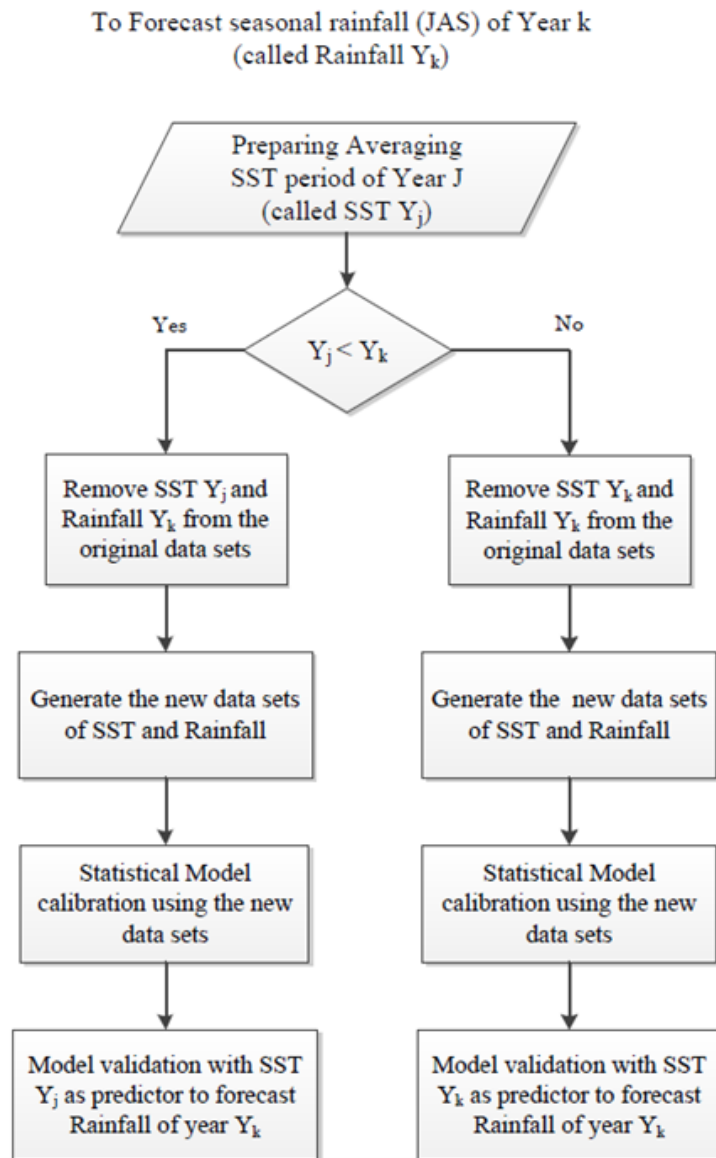 To Forecast seasonal rainfall (JAS) of Year k
(called Rainfall Yk)
Preparing Averaging
SST period of Year J
(called SST Yj)
Yes
No
Yj < Yk
Remove SST Yj and
Rainfall Yk from the
original data sets
Remove SST Yk and
Rainfall Yk from the
original data sets
Generate the new data sets
of SST and Rainfall
Generate the new data sets
of SST and Rainfall
Statistical Model
calibration using the new
data sets
Statistical Model
calibration using the new
data sets
Model validation with SST
Yj as predictor to forecast
Rainfall of year Yk
Model validation with SST
Yk as predictor to forecast
Rainfall of year Yk